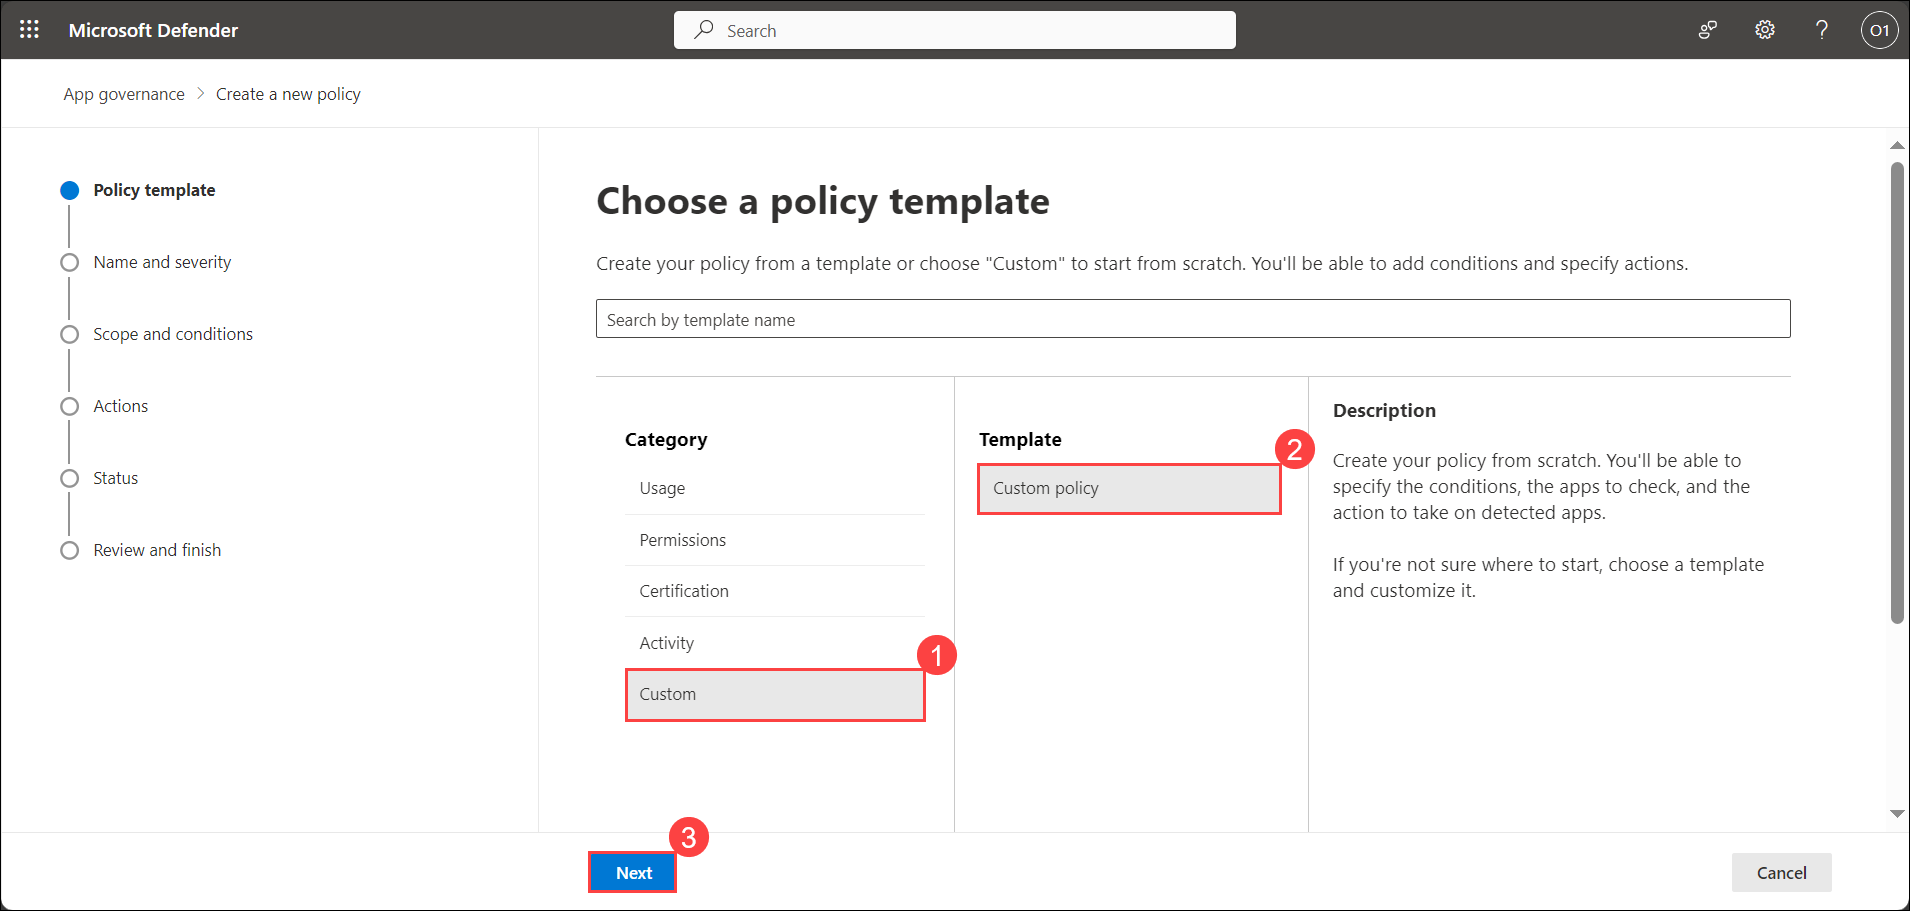 Microsoft Defender
Search
O1
App governance > Create a new policy
Policy template
Name and severity
Scope and conditions
Actions
Status
Review and finish
Choose a policy template
Create your policy from a template or choose "Custom" to start from scratch. You'll be able to add conditions and specify actions.
Search by template name
Category
Usage
Permissions
Certification
Activity
1
Custom
Template
2
Custom policy
Description
Create your policy from scratch. You'll be able to
specify the conditions, the apps to check, and the
action to take on detected apps.
If you're not sure where to start, choose a template
and customize it.
3
Next
Cancel